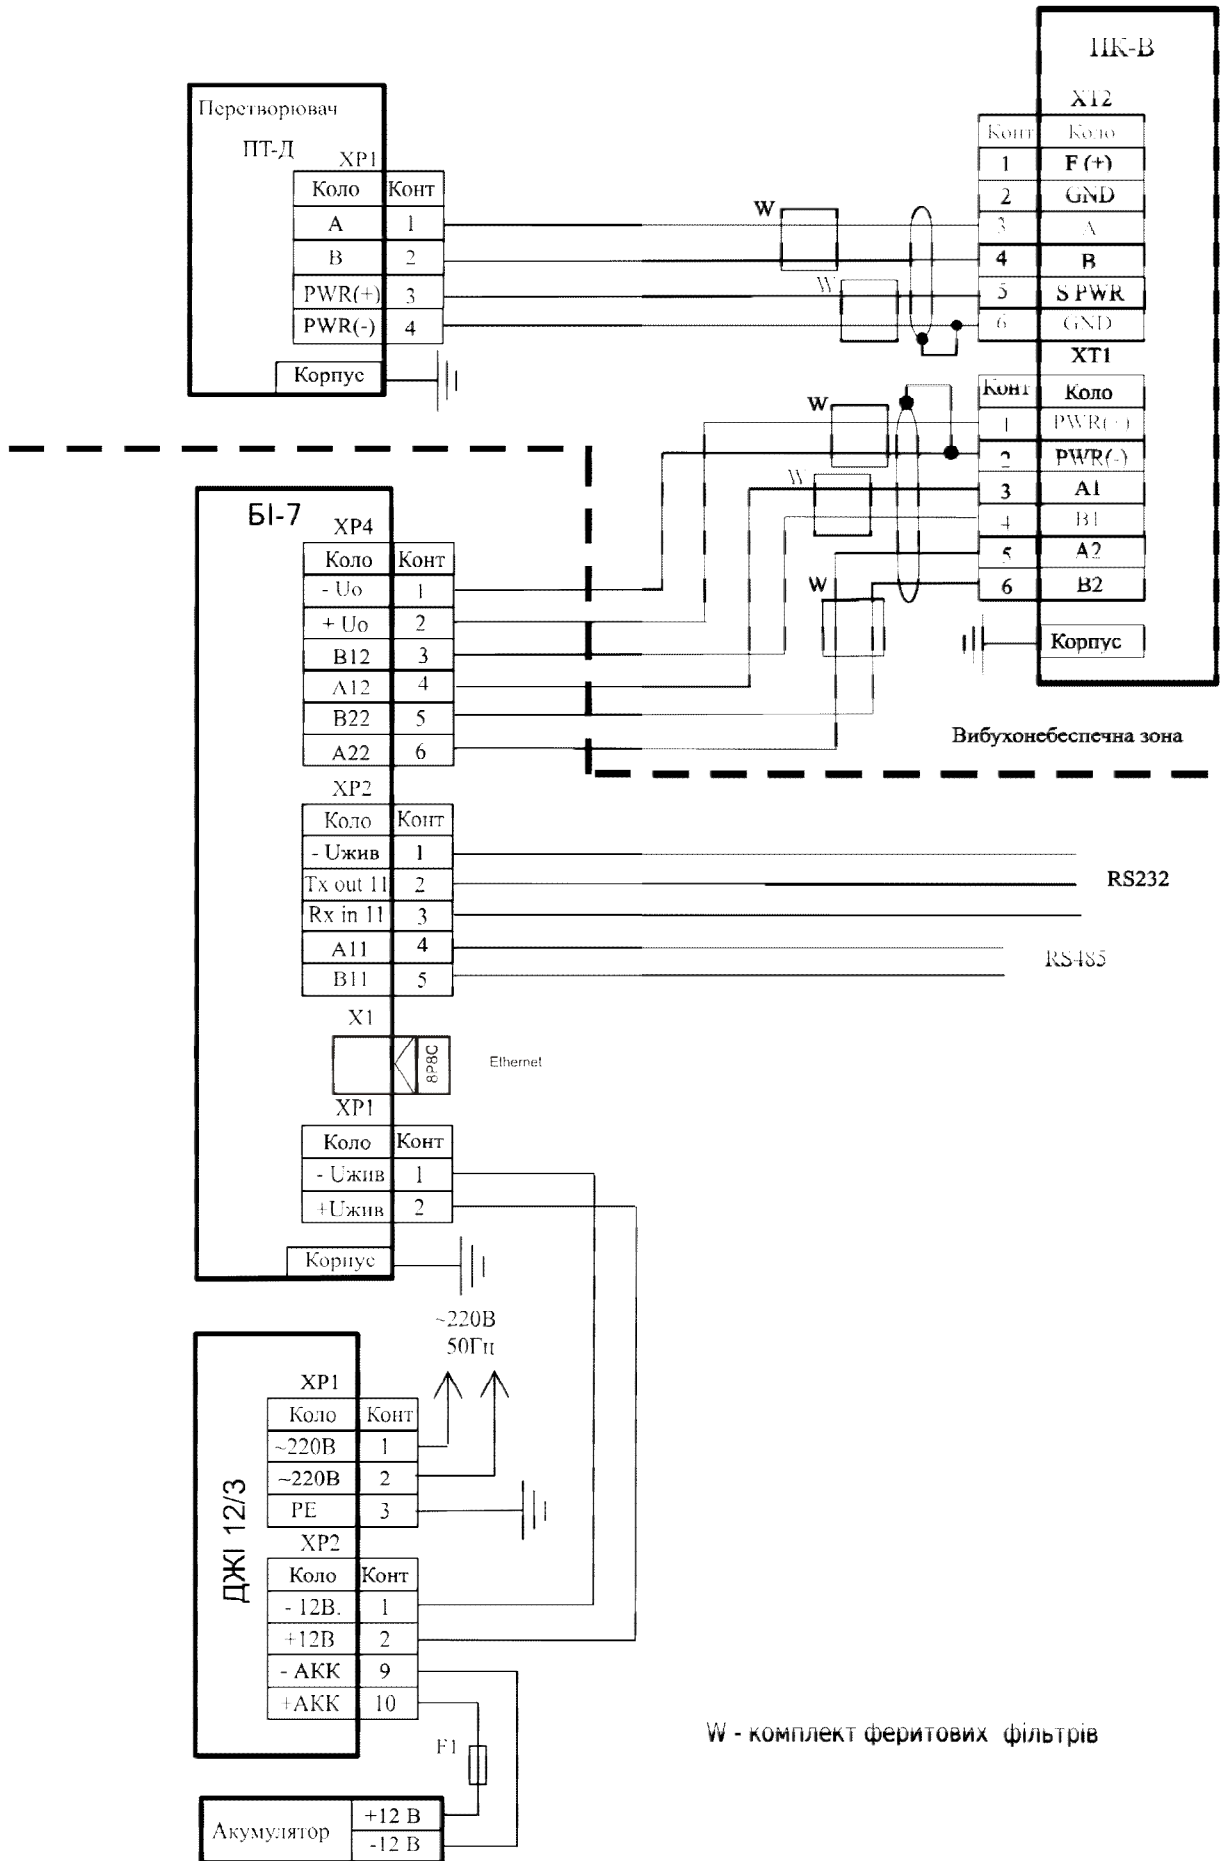 ПК-В
XT2
Конт Коло
1 F (+)
2 GND
3 A
4 B
5 S PWR
6 GND
XT1
Конт Коло
1 PWR(+)
2 PWR(-)
3 A1
4 B1
5 A2
6 B2
Корпус
Вибухонебеспечна зона
Перетворювач
ПТ-Д
XP1
Коло Конт
A 1
B 2
PWR(+) 3
PWR(-) 4
Корпус
W
W
W
W
W
БІ-7
XP4
Коло Конт
- Uo 1
+ Uo 2
B12 3
A12 4
B22 5
A22 6
XP2
Коло Конт
- Uжив 1
Tx out 11 2
Rx in 11 3
A11 4
B11 5
RS232
RS485
X1
8P8C
Ethernet
XP1
Коло Конт
- Uжив 1
+Uжив 2
Корпус
~220В
50Гц
ДЖІ 12/3
XP1
Коло Конт
~220В 1
~220В 2
PE 3
XP2
Коло Конт
- 12В. 1
+12В 2
- АКК 9
+АКК 10
F1
Акумулятор
+12 В
-12 В
W - комплект феритових фільтрів